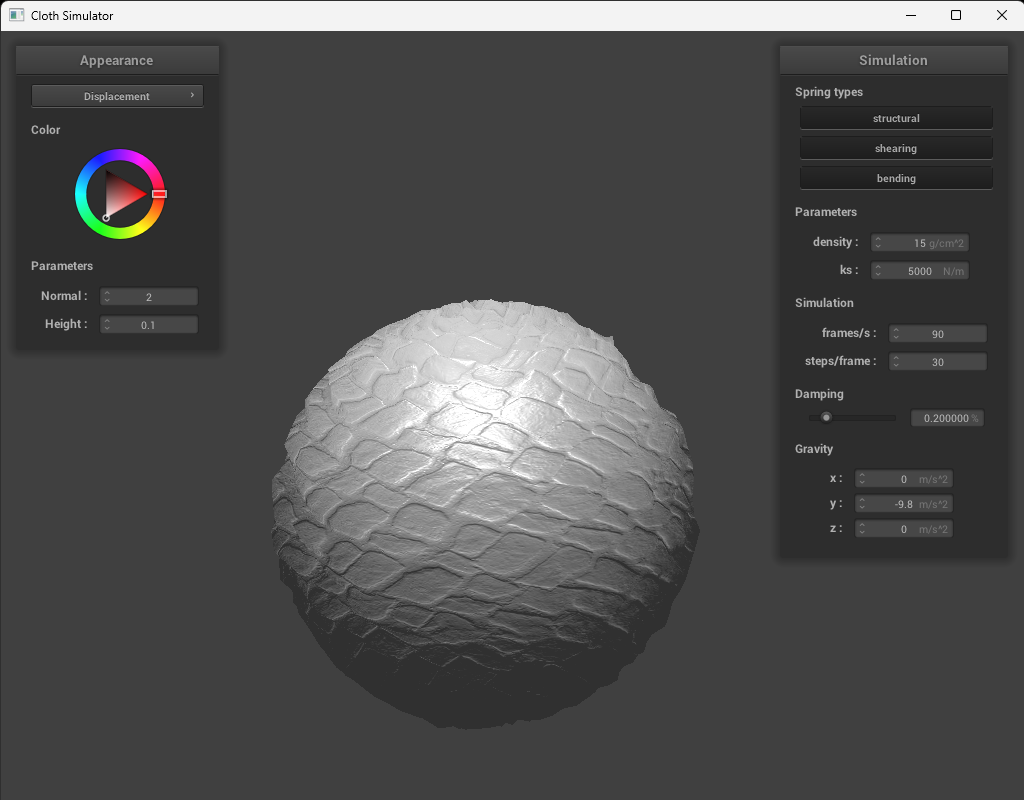 Cloth Simulator
Appearance
Displacement
Color
Parameters
Normal : 2
Height : 0.1
Simulation
Spring types
structural
shearing
bending
Parameters
density : 15 g/cm^2
ks : 5000 N/m
Simulation
frames/s : 90
steps/frame : 30
Damping
0.200000 %
Gravity
x : 0 m/s^2
y : -9.8 m/s^2
z : 0 m/s^2